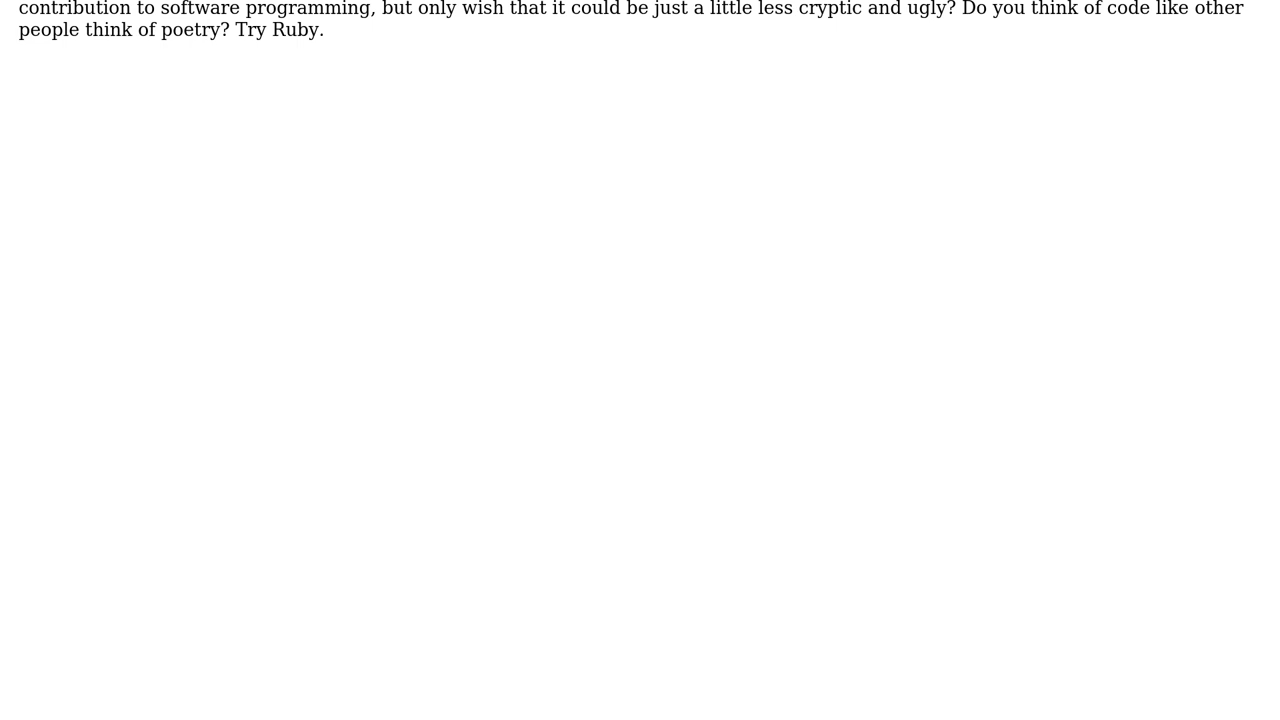 contribution to software programming, but only wish that it could be just a little less cryptic and ugly? Do you think of code like other
people think of poetry? Try Ruby.